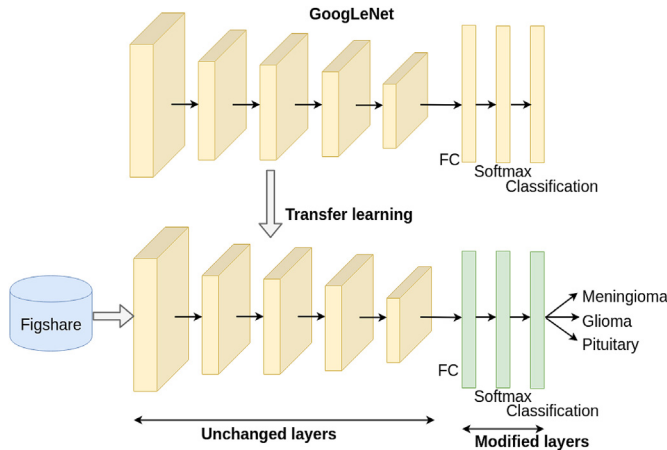 GoogLeNet
FC
Softmax
Classification
Transfer learning
Figshare
Meningioma
Glioma
Pituitary
FC
Softmax
Classification
Unchanged layers
Modified layers